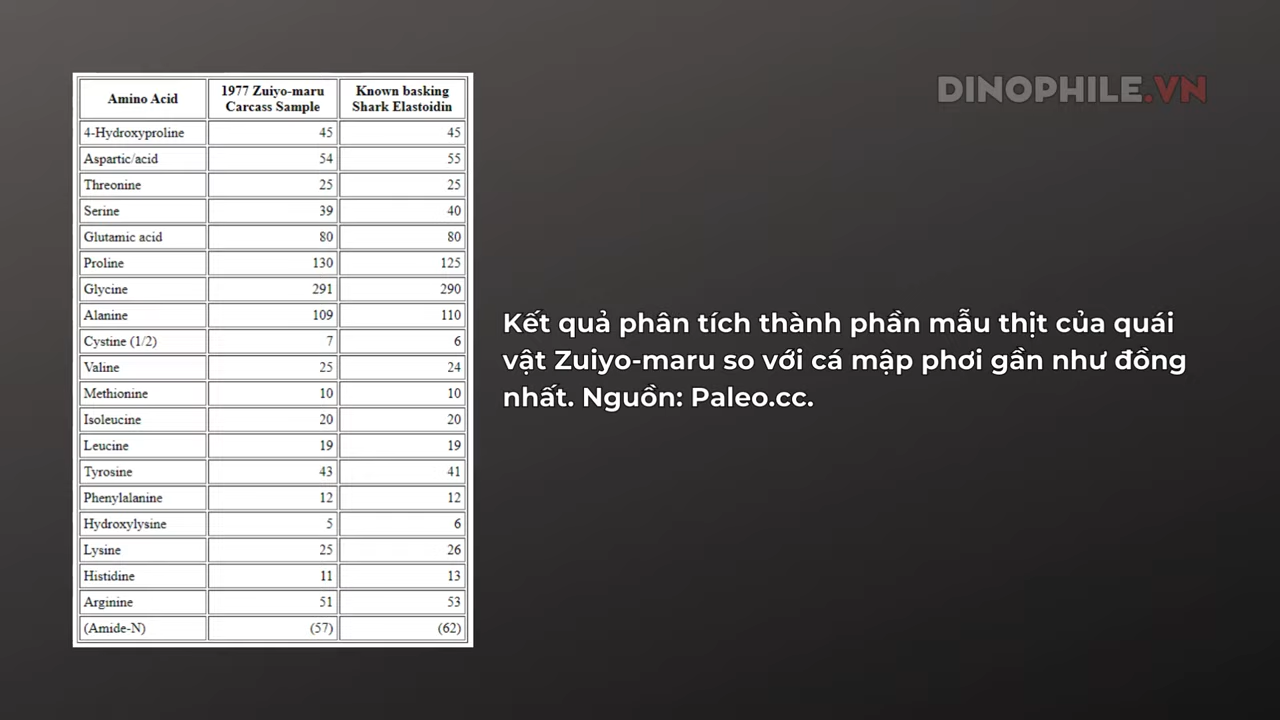 DINOPHILE.VN
Amino Acid 1977 Zuiyo-maru Carcass Sample Known basking Shark Elastoidin
4-Hydroxyproline 45 45
Aspartic/acid 54 55
Threonine 25 25
Serine 39 40
Glutamic acid 80 80
Proline 130 125
Glycine 291 290
Alanine 109 110
Cystine (1/2) 7 6
Valine 25 24
Methionine 10 10
Isoleucine 20 20
Leucine 19 19
Tyrosine 43 41
Phenylalanine 12 12
Hydroxylysine 5 6
Lysine 25 26
Histidine 11 13
Arginine 51 53
(Amide-N) (57) (62)
Kết quả phân tích thành phần mẫu thịt của quái
vật Zuiyo-maru so với cá mập phơi gần như đồng
nhất. Nguồn: Paleo.cc.